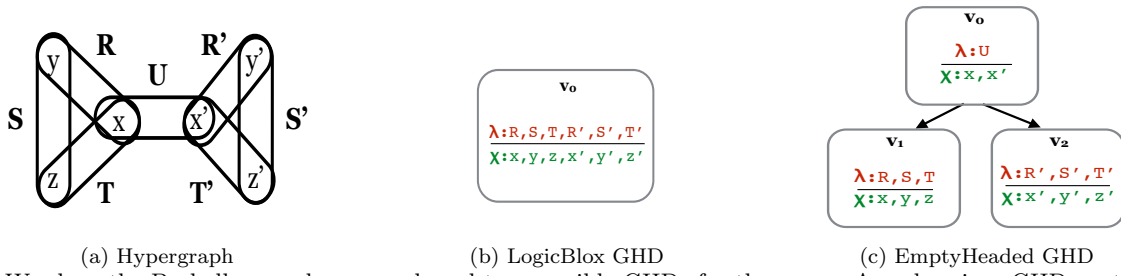 R
R'
y
y'
U
S
x
x'
S'
z
z'
T
T'
v₀
λ:R,S,T,R',S',T'
χ:x,y,z,x',y',z'
v₀
λ:U
χ:x,x'
v₁
λ:R,S,T
χ:x,y,z
v₂
λ:R',S',T'
χ:x',y',z'
(a) Hypergraph
(b) LogicBlox GHD
(c) EmptyHeaded GHD